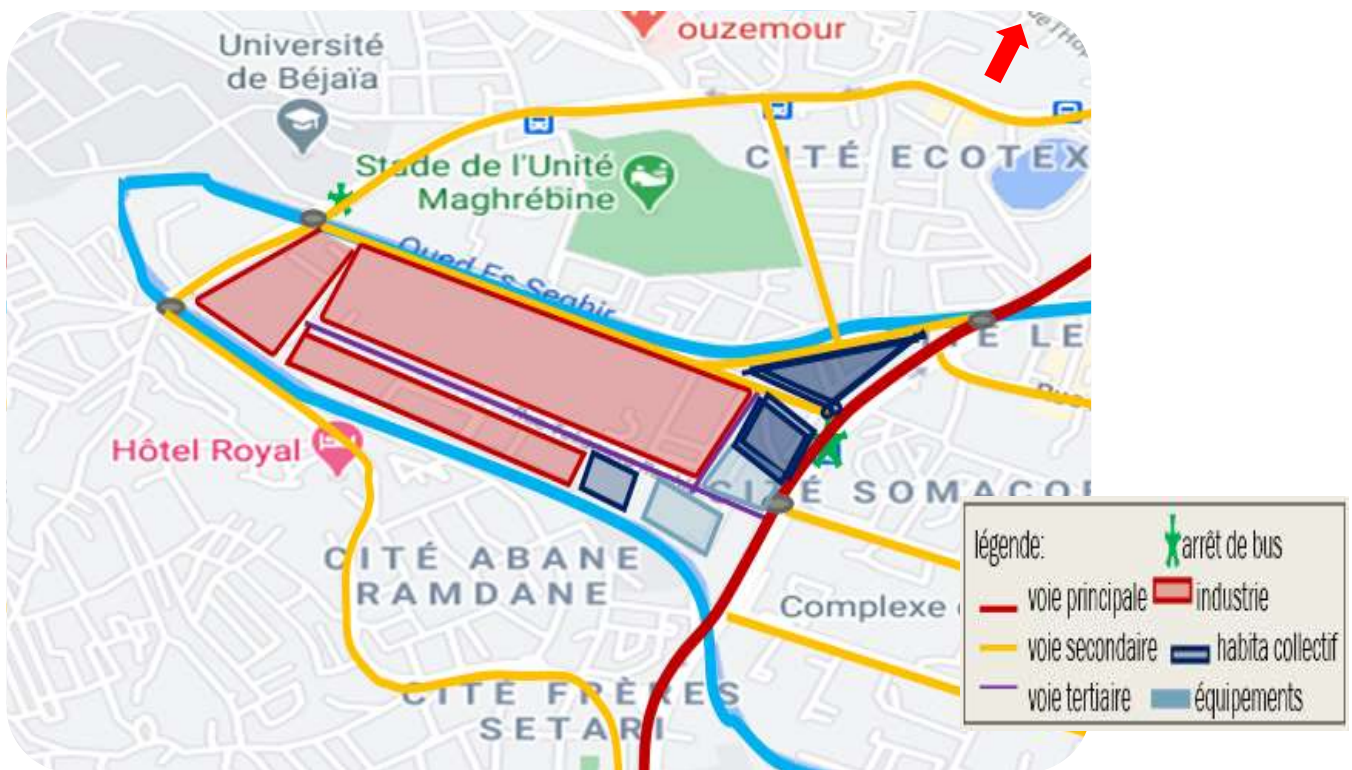 ouzemour
Université
de Béjaïa
Stade de l'Unité
Maghrébine
CITÉ ECOTEX
Oued Es Seghir
Hôtel Royal
CITÉ SOMACO
CITÉ ABANE
RAMDANE
Complexe
CITÉ FRÈRES
SETARI
légende:
arrêt de bus
voie principale
industrie
voie secondaire
habita collectif
voie tertiaire
équipements